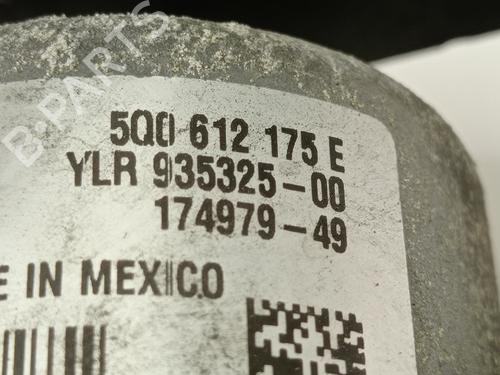 B-PARTS
5Q0 612 175 E
YLR 935325-00
174979-49
E IN MEXICO